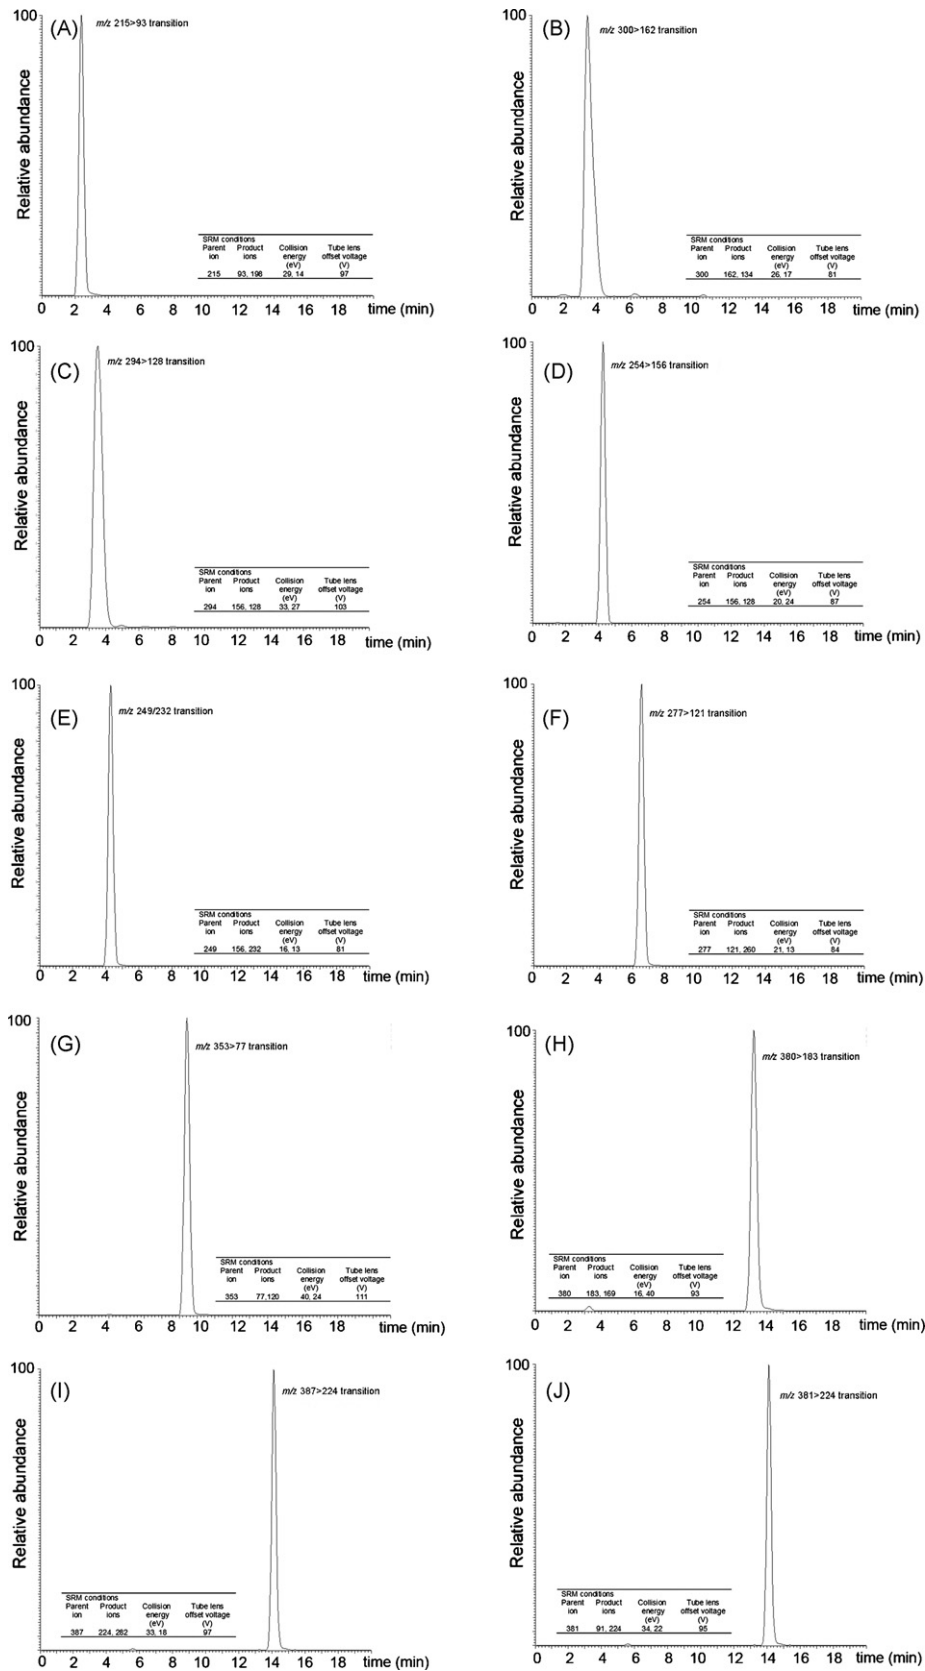 100
(A)
m/z 215>93 transition
Relative abundance
SRM conditions
Parent ion Product ions Collision energy (eV) Tube lens offset voltage (V)
215 93, 198 29, 14 97
0 2 4 6 8 10 12 14 16 18 time (min)
100
(B)
m/z 300>162 transition
Relative abundance
SRM conditions
Parent ion Product ions Collision energy (eV) Tube lens offset voltage (V)
300 162, 134 26, 17 81
0 2 4 6 8 10 12 14 16 18 time (min)
100
(C)
m/z 294>128 transition
Relative abundance
SRM conditions
Parent ion Product ions Collision energy (eV) Tube lens offset voltage (V)
294 156, 128 33, 27 103
0 2 4 6 8 10 12 14 16 18 time (min)
100
(D)
m/z 254>156 transition
Relative abundance
SRM conditions
Parent ion Product ions Collision energy (eV) Tube lens offset voltage (V)
254 156, 128 20, 24 87
0 2 4 6 8 10 12 14 16 18 time (min)
100
(E)
m/z 249/232 transition
Relative abundance
SRM conditions
Parent ion Product ions Collision energy (eV) Tube lens offset voltage (V)
249 156, 232 16, 13 81
0 2 4 6 8 10 12 14 16 18 time (min)
100
(F)
m/z 277>121 transition
Relative abundance
SRM conditions
Parent ion Product ions Collision energy (eV) Tube lens offset voltage (V)
277 121, 260 21, 13 84
0 2 4 6 8 10 12 14 16 18 time (min)
100
(G)
m/z 353>77 transition
Relative abundance
SRM conditions
Parent ion Product ions Collision energy (eV) Tube lens offset voltage (V)
353 77,120 40, 24 111
0 2 4 6 8 10 12 14 16 18 time (min)
100
(H)
m/z 380>183 transition
Relative abundance
SRM conditions
Parent ion Product ions Collision energy (eV) Tube lens offset voltage (V)
380 183, 169 16, 40 93
0 2 4 6 8 10 12 14 16 18 time (min)
100
(I)
m/z 387>224 transition
Relative abundance
SRM conditions
Parent ion Product ions Collision energy (eV) Tube lens offset voltage (V)
387 224, 282 33, 18 97
0 2 4 6 8 10 12 14 16 18 time (min)
100
(J)
m/z 381>224 transition
Relative abundance
SRM conditions
Parent ion Product ions Collision energy (eV) Tube lens offset voltage (V)
381 91, 224 34, 22 95
0 2 4 6 8 10 12 14 16 18 time (min)